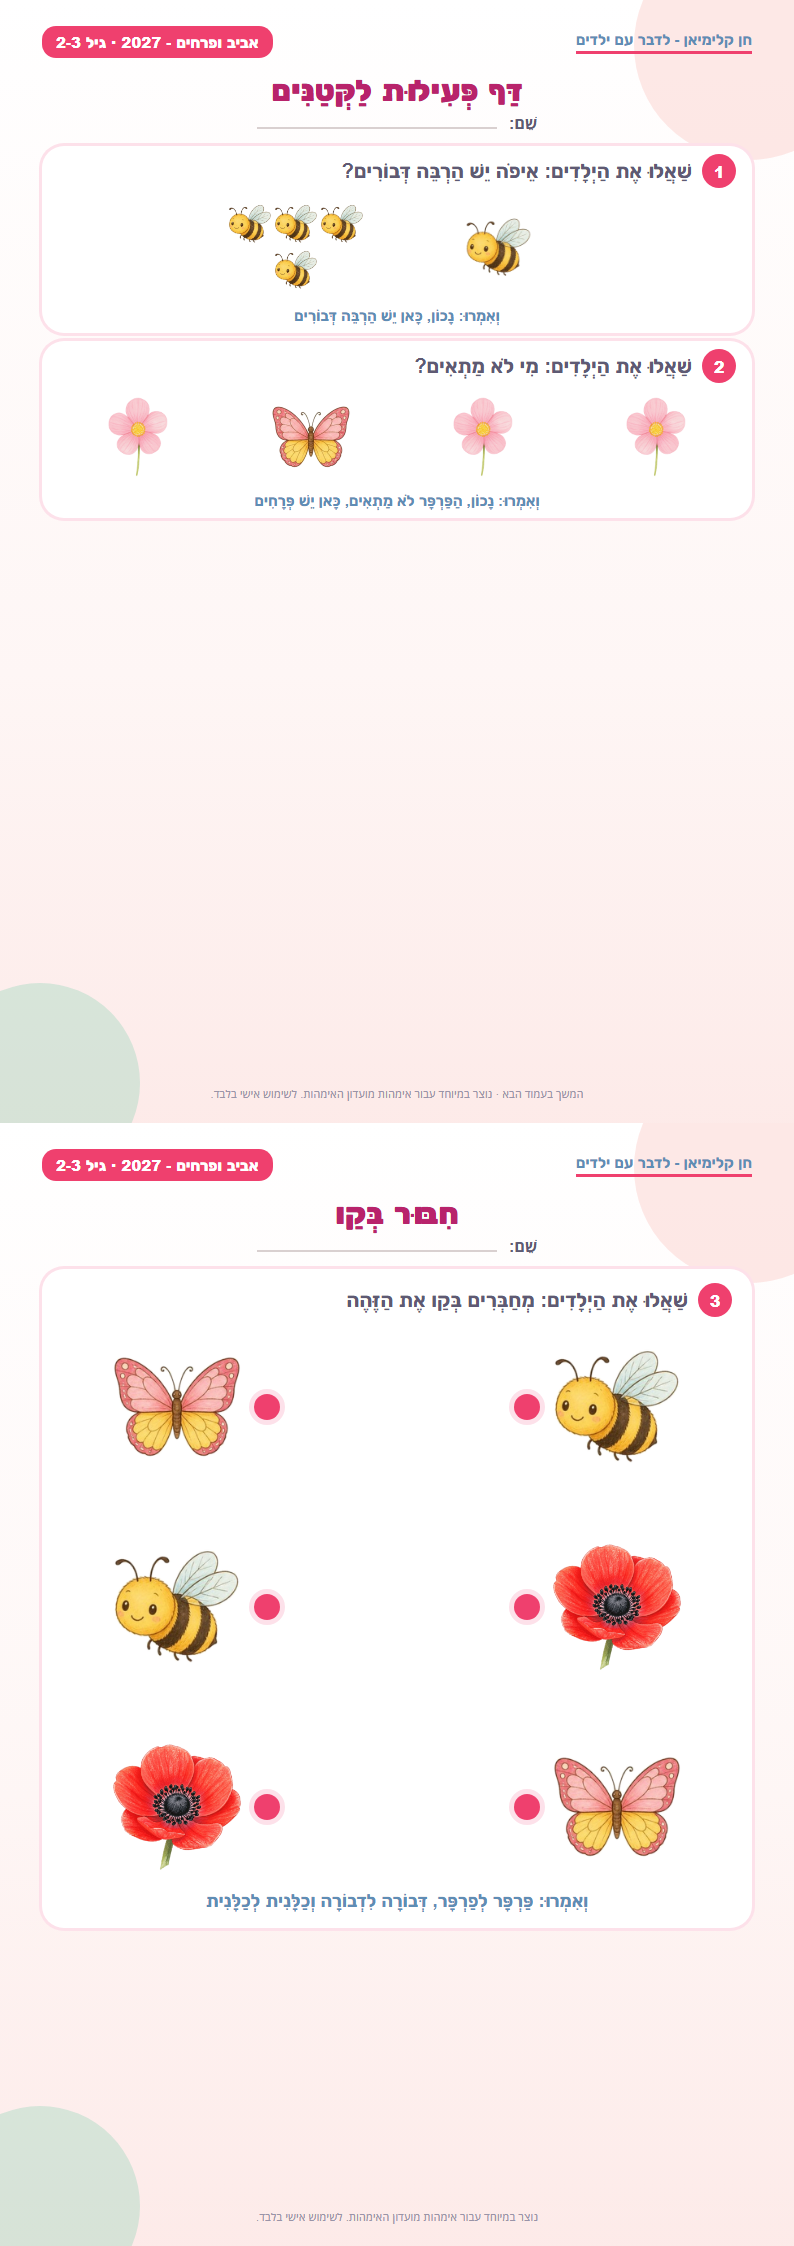 חן קלימיאן - לדבר עם ילדים
אביב ופרחים - 2027 · גיל 2-3
דַּף פְּעִילוּת לַקְּטַנִּים
שֵׁם:
1 שַׁאֲלוּ אֶת הַיְלָדִים: אֵיפֹה יֵשׁ הַרְבֵּה דְּבוֹרִים?
וְאִמְרוּ: נָכוֹן, כָּאן יֵשׁ הַרְבֵּה דְּבוֹרִים
2 שַׁאֲלוּ אֶת הַיְלָדִים: מִי לֹא מַתְאִים?
וְאִמְרוּ: נָכוֹן, הַפַּרְפָּר לֹא מַתְאִים, כָּאן יֵשׁ פְּרָחִים
המשך בעמוד הבא · נוצר במיוחד עבור אימהות מועדון האימהות. לשימוש אישי בלבד.
חן קלימיאן - לדבר עם ילדים
אביב ופרחים - 2027 · גיל 2-3
חִבּוּר בְּקַו
שֵׁם:
3 שַׁאֲלוּ אֶת הַיְלָדִים: מְחַבְּרִים בְּקַו אֶת הַזֶּהֶה
וְאִמְרוּ: פַּרְפָּר לְפַרְפָּר, דְּבוֹרָה לִדְבוֹרָה וְכַלָּנִית לְכַלָּנִית
נוצר במיוחד עבור אימהות מועדון האימהות. לשימוש אישי בלבד.